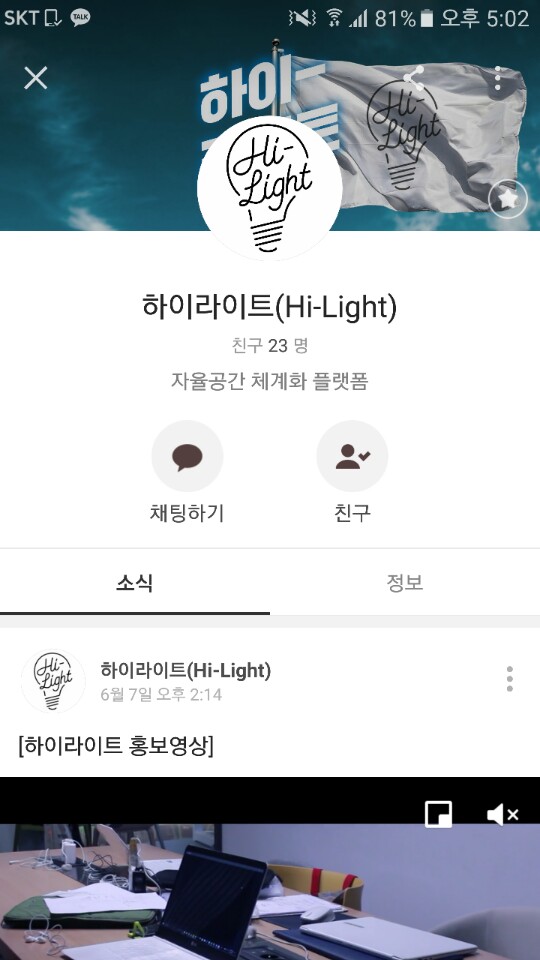 SKT TALK 81% 오후 5:02
하이-
Hi-
Light
Hi-
Light
하이라이트(Hi-Light)
친구 23 명
자율공간 체계화 플랫폼
채팅하기 친구
소식 정보
Hi-
Light
하이라이트(Hi-Light)
6월 7일 오후 2:14
[하이라이트 홍보영상]